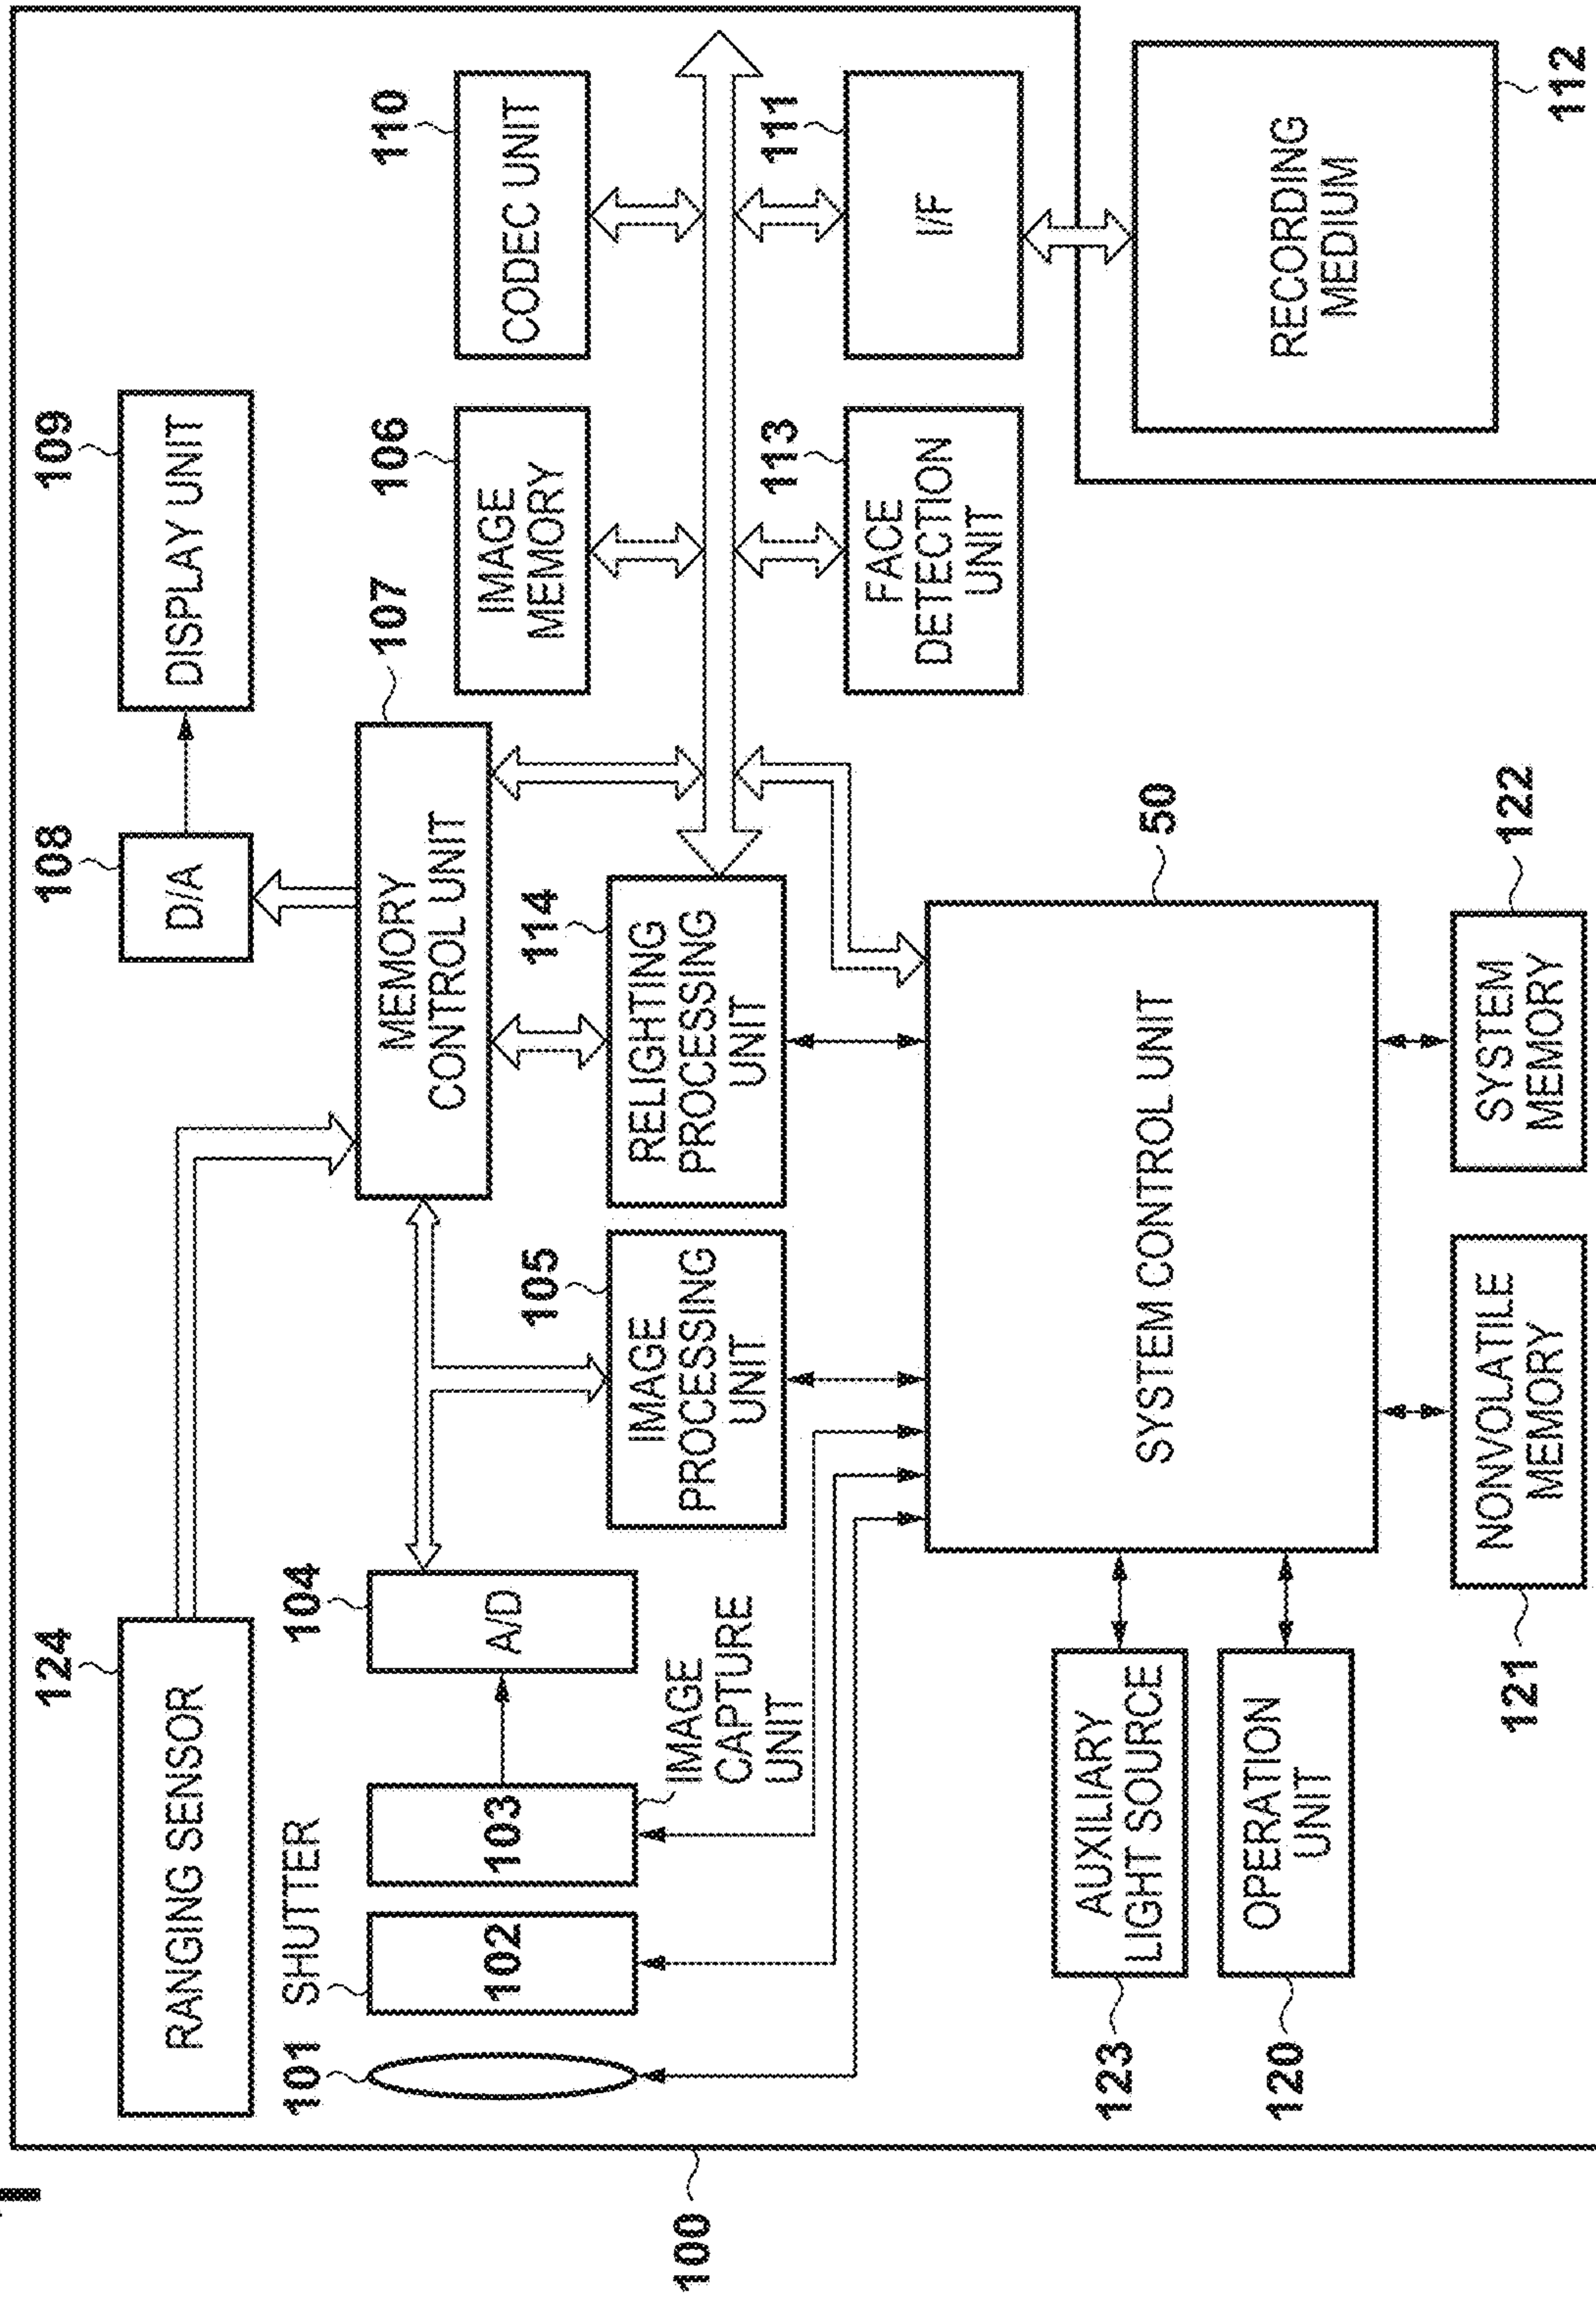 100
124
RANGING SENSOR
108
D/A
109
DISPLAY UNIT
101
SHUTTER
102
103
IMAGE
CAPTURE
UNIT
104
A/D
107
MEMORY
CONTROL UNIT
106
IMAGE
MEMORY
110
CODEC UNIT
105
IMAGE
PROCESSING
UNIT
114
RELIGHTING
PROCESSING
UNIT
113
FACE
DETECTION
UNIT
111
I/F
50
SYSTEM CONTROL UNIT
123
AUXILIARY
LIGHT SOURCE
120
OPERATION
UNIT
121
NONVOLATILE
MEMORY
122
SYSTEM
MEMORY
RECORDING
MEDIUM
112